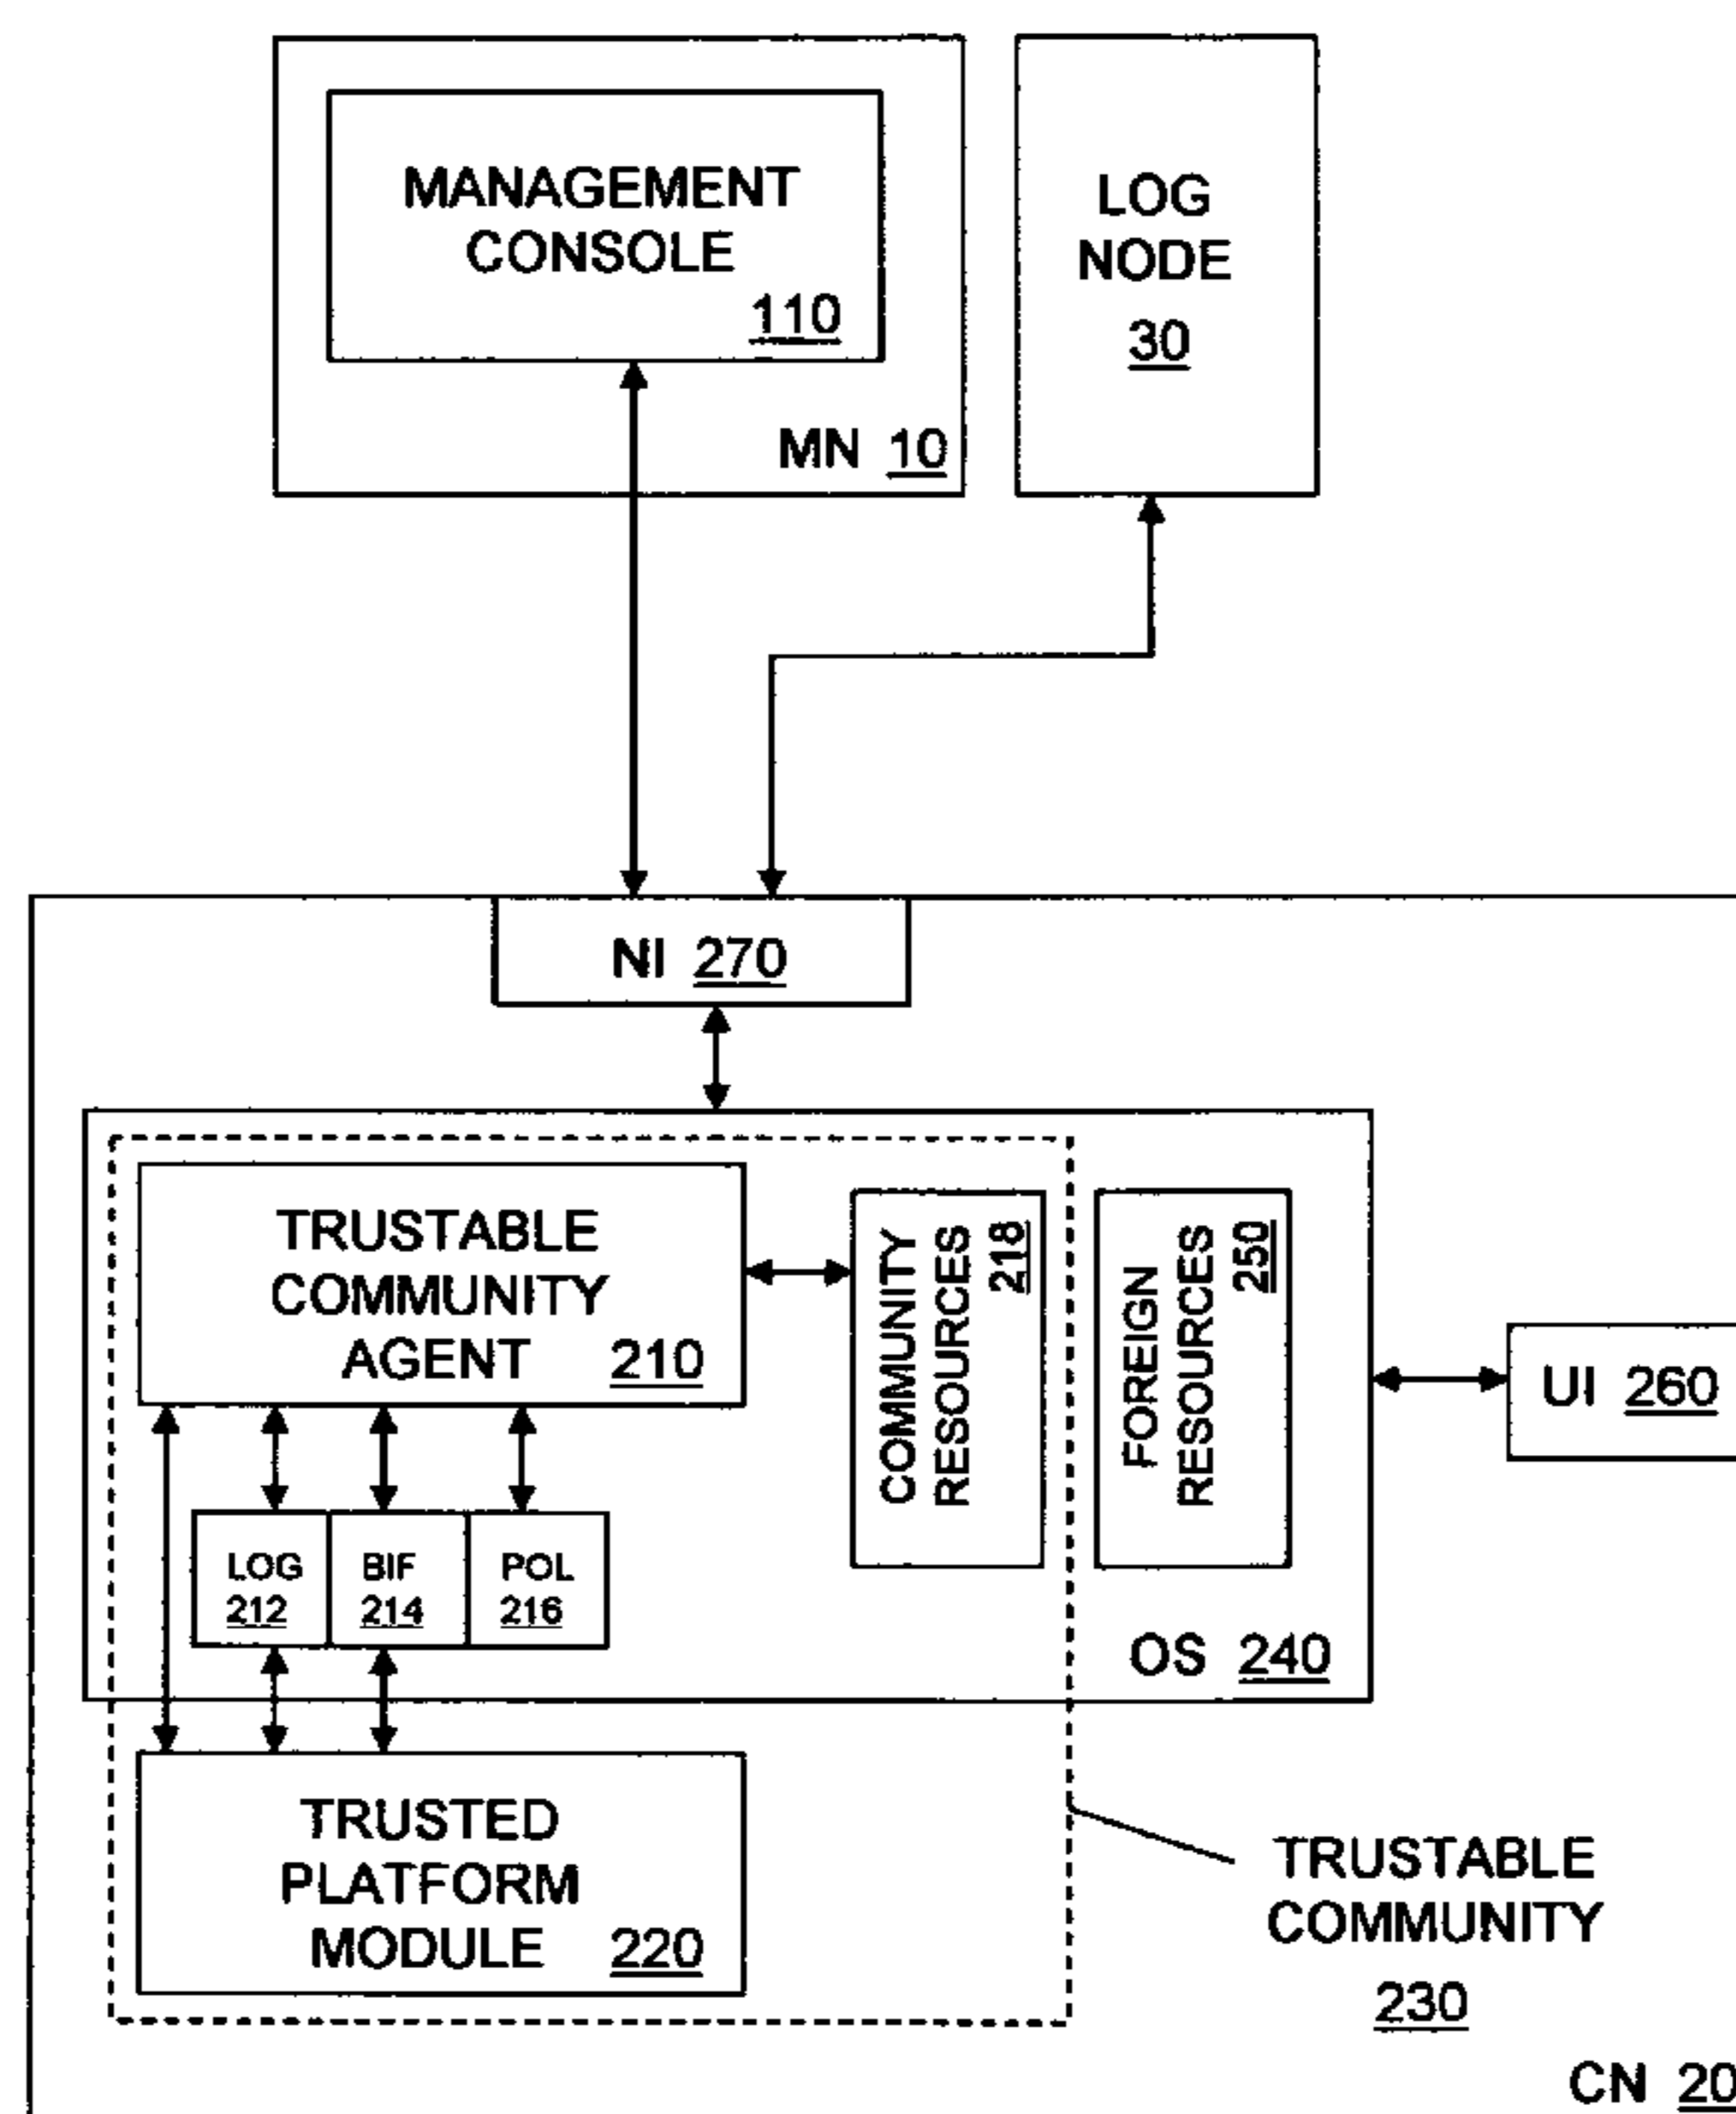 MANAGEMENT
CONSOLE
110
MN 10
LOG
NODE
30
NI 270
TRUSTABLE
COMMUNITY
AGENT 210
COMMUNITY
RESOURCES
218
FOREIGN
RESOURCES
250
UI 260
LOG
212
BIF
214
POL
216
OS 240
TRUSTED
PLATFORM
MODULE 220
TRUSTABLE
COMMUNITY
230
CN 20